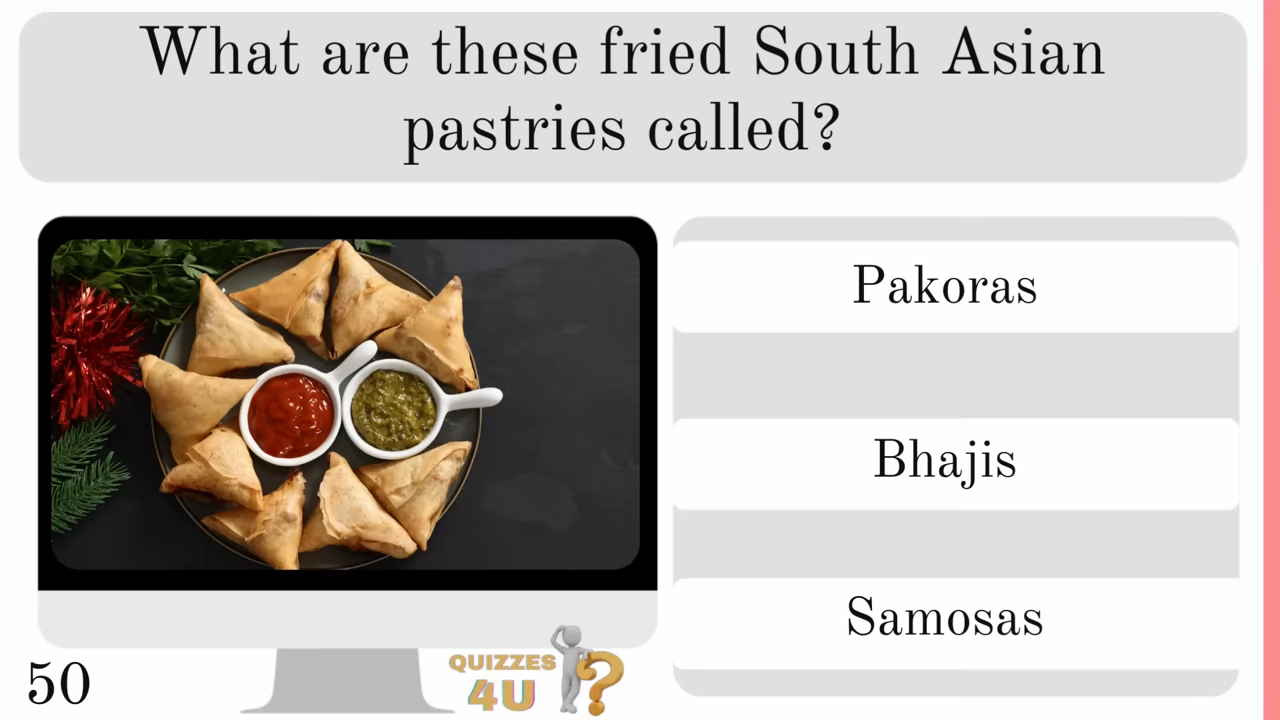 What are these fried South Asian
pastries called?
Pakoras
Bhajis
Samosas
50
QUIZZES
4U
?